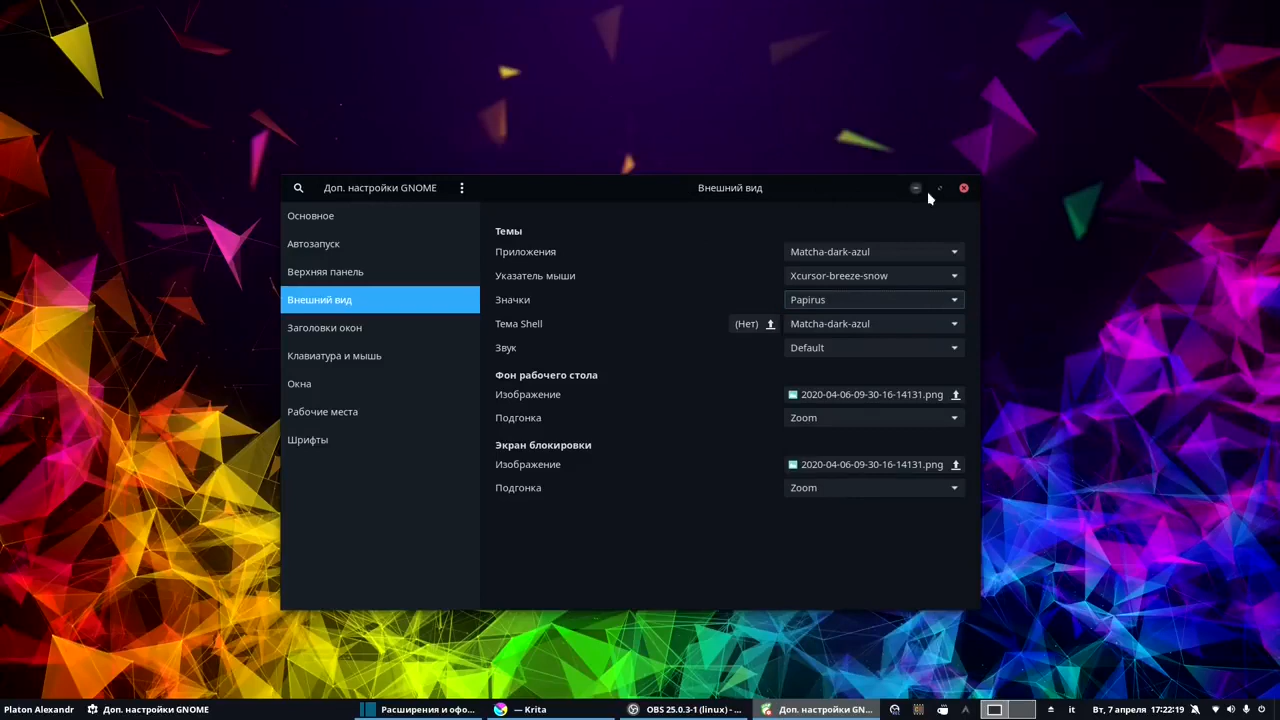 Доп. настройки GNOME
Внешний вид
Основное
Автозапуск
Верхняя панель
Внешний вид
Заголовки окон
Клавиатура и мышь
Окна
Рабочие места
Шрифты
Темы
Приложения
Matcha-dark-azul
Указатель мыши
Xcursor-breeze-snow
Значки
Papirus
Тема Shell
(Нет)
Matcha-dark-azul
Звук
Default
Фон рабочего стола
Изображение
2020-04-06-09-30-16-14131.png
Подгонка
Zoom
Экран блокировки
Изображение
2020-04-06-09-30-16-14131.png
Подгонка
Zoom
Platon Alexandr
Доп. настройки GNOME
Расширения и офо...
— Krita
OBS 25.0.3-1 (linux) - ...
Доп. настройки GN...
it
Вт, 7 апреля 17:22:19